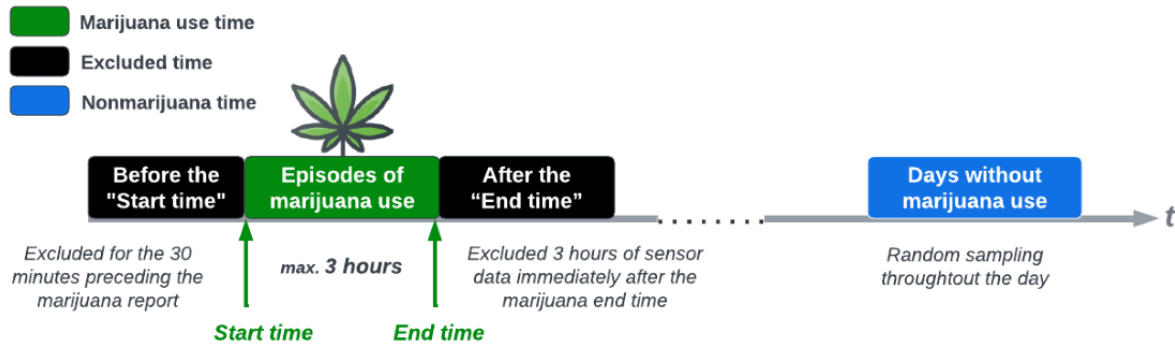 Marijuana use time
Excluded time
Nonmarijuana time
Before the
"Start time"
Episodes of
marijuana use
After the
“End time”
Days without
marijuana use
t
Excluded for the 30
minutes preceding the
marijuana report
max. 3 hours
Excluded 3 hours of sensor
data immediately after the
marijuana end time
Random sampling
throughtout the day
Start time
End time